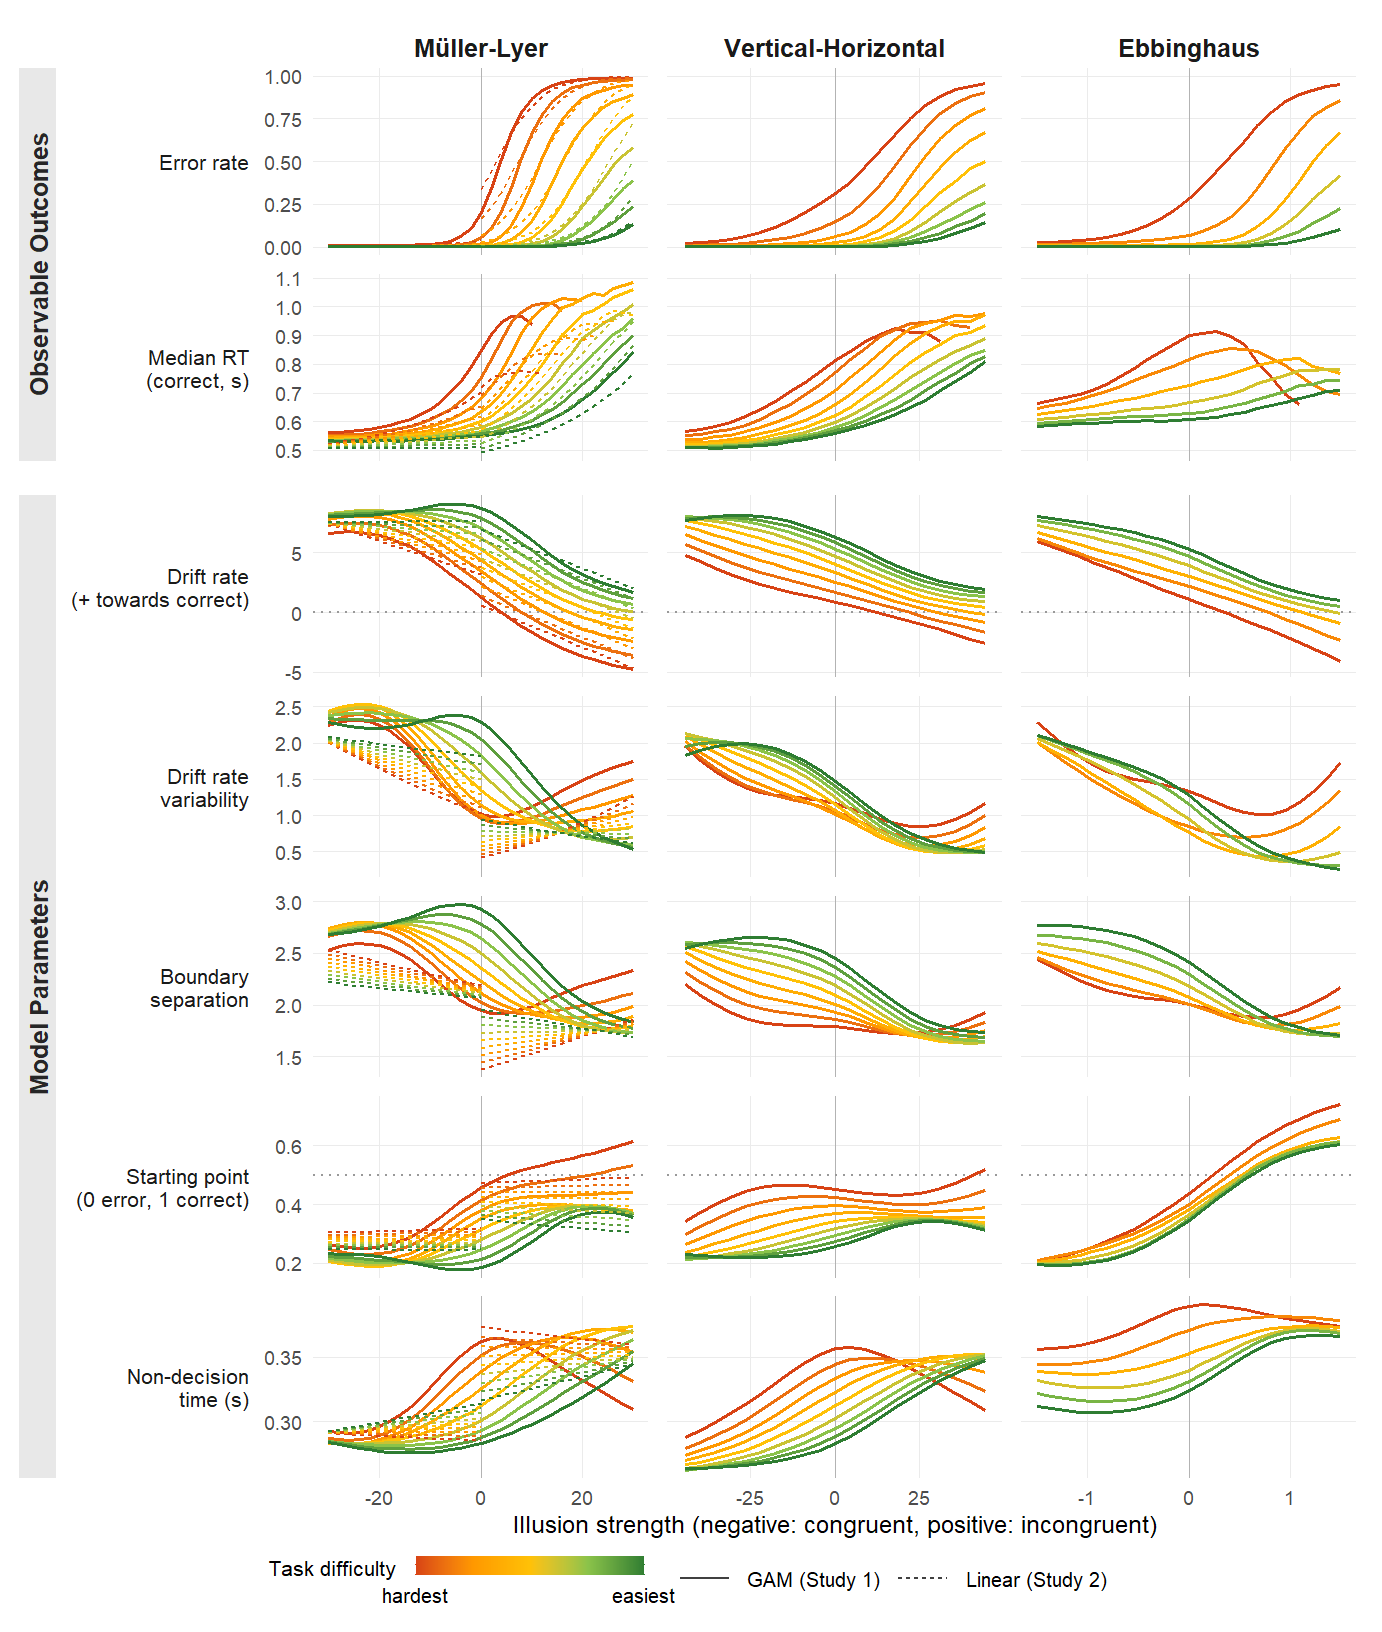 Müller-Lyer Vertical-Horizontal Ebbinghaus
Observable Outcomes
Error rate
1.00
0.75
0.50
0.25
0.00
Median RT
(correct, s)
1.1
1.0
0.9
0.8
0.7
0.6
0.5
Model Parameters
Drift rate
(+ towards correct)
5
0
-5
Drift rate
variability
2.5
2.0
1.5
1.0
0.5
Boundary
separation
3.0
2.5
2.0
1.5
Starting point
(0 error, 1 correct)
0.6
0.4
0.2
Non-decision
time (s)
0.35
0.30
-20 0 20 -25 0 25 -1 0 1
Illusion strength (negative: congruent, positive: incongruent)
Task difficulty
hardest easiest
GAM (Study 1) Linear (Study 2)